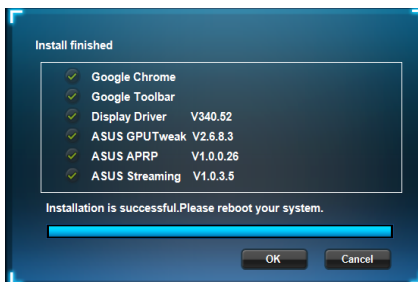 Install finished
Google Chrome
Google Toolbar
Display Driver V340.52
ASUS GPUTweak V2.6.8.3
ASUS APRP V1.0.0.26
ASUS Streaming V1.0.3.5
Installation is successful.Please reboot your system.
OK Cancel